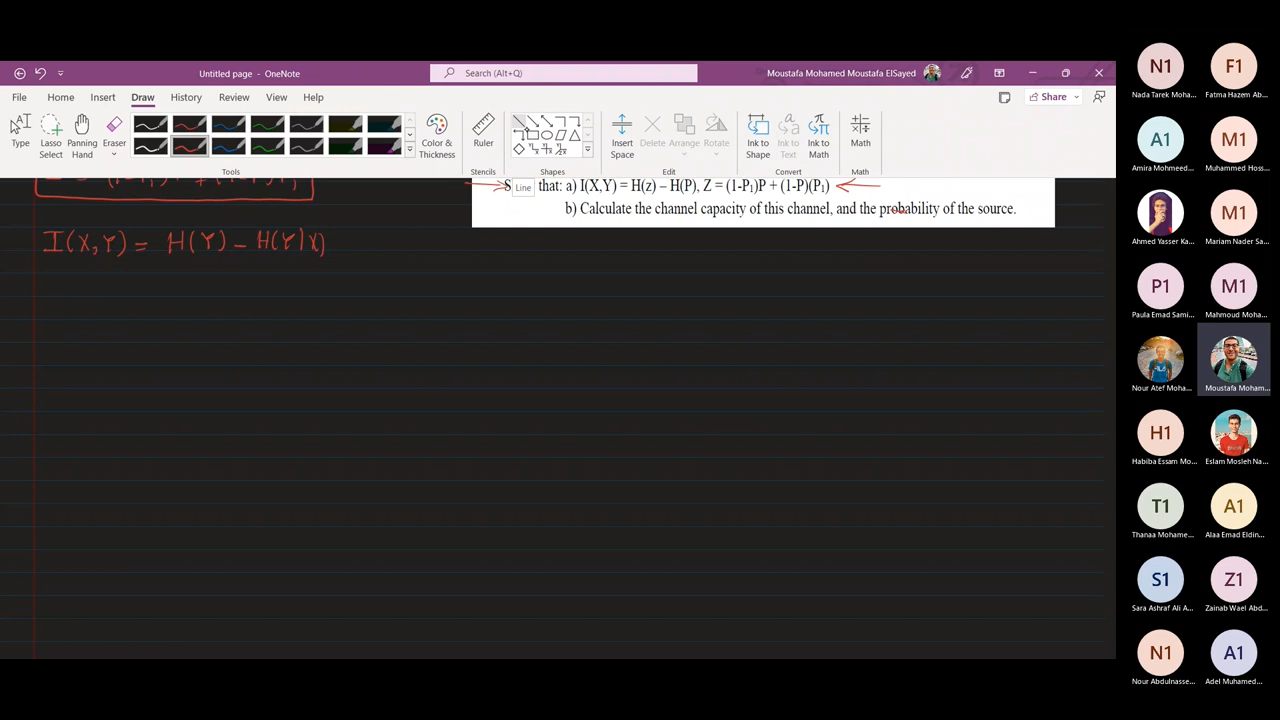 Untitled page - OneNote
Search (Alt+Q)
Moustafa Mohamed Moustafa ElSayed
File Home Insert Draw History Review View Help
Share
Type
Lasso Select
Panning Hand
Eraser
Color & Thickness
Ruler
Insert Space
Delete
Arrange
Rotate
Ink to Shape
Ink to Text
Ink to Math
Math
Tools
Stencils
Shapes
Edit
Convert
Math
Line
that: a) I(X,Y) = H(z) – H(P), Z = (1-P₁)P + (1-P)(P₁)
b) Calculate the channel capacity of this channel, and the probability of the source.
I(X,Y) = H(Y) - H(Y|X)
N1
Nada Tarek Moha...
F1
Fatma Hazem Ab...
A1
Amira Mohmeed...
M1
Muhammed Hoss...
Ahmed Yasser Ka...
M1
Mariam Nader Sa...
P1
Paula Emad Sami...
M1
Mahmoud Moha...
Nour Atef Moha...
Moustafa Moham...
H1
Habiba Essam Mo...
Eslam Mosleh Na...
T1
Thanaa Mohame...
A1
Alaa Emad Eldin...
S1
Sara Ashraf Ali A...
Z1
Zainab Wael Abd...
N1
Nour Abdulnasse...
A1
Adel Muhamed...